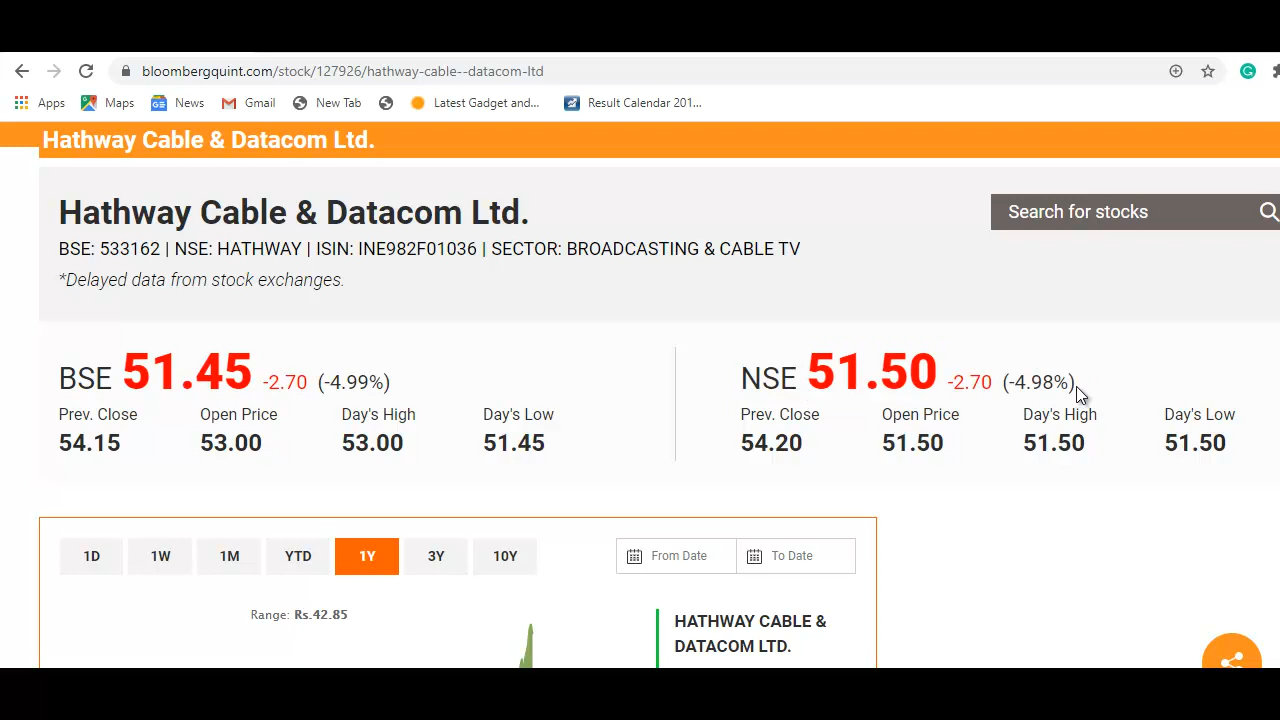 bloombergquint.com/stock/127926/hathway-cable--datacom-ltd
Apps Maps News Gmail New Tab Latest Gadget and... Result Calendar 201...
Hathway Cable & Datacom Ltd.
Hathway Cable & Datacom Ltd.
Search for stocks
BSE: 533162 | NSE: HATHWAY | ISIN: INE982F01036 | SECTOR: BROADCASTING & CABLE TV
*Delayed data from stock exchanges.
BSE 51.45 -2.70 (-4.99%)
Prev. Close Open Price Day's High Day's Low
54.15 53.00 53.00 51.45
NSE 51.50 -2.70 (-4.98%)
Prev. Close Open Price Day's High Day's Low
54.20 51.50 51.50 51.50
1D 1W 1M YTD 1Y 3Y 10Y From Date To Date
Range: Rs.42.85
HATHWAY CABLE &
DATACOM LTD.